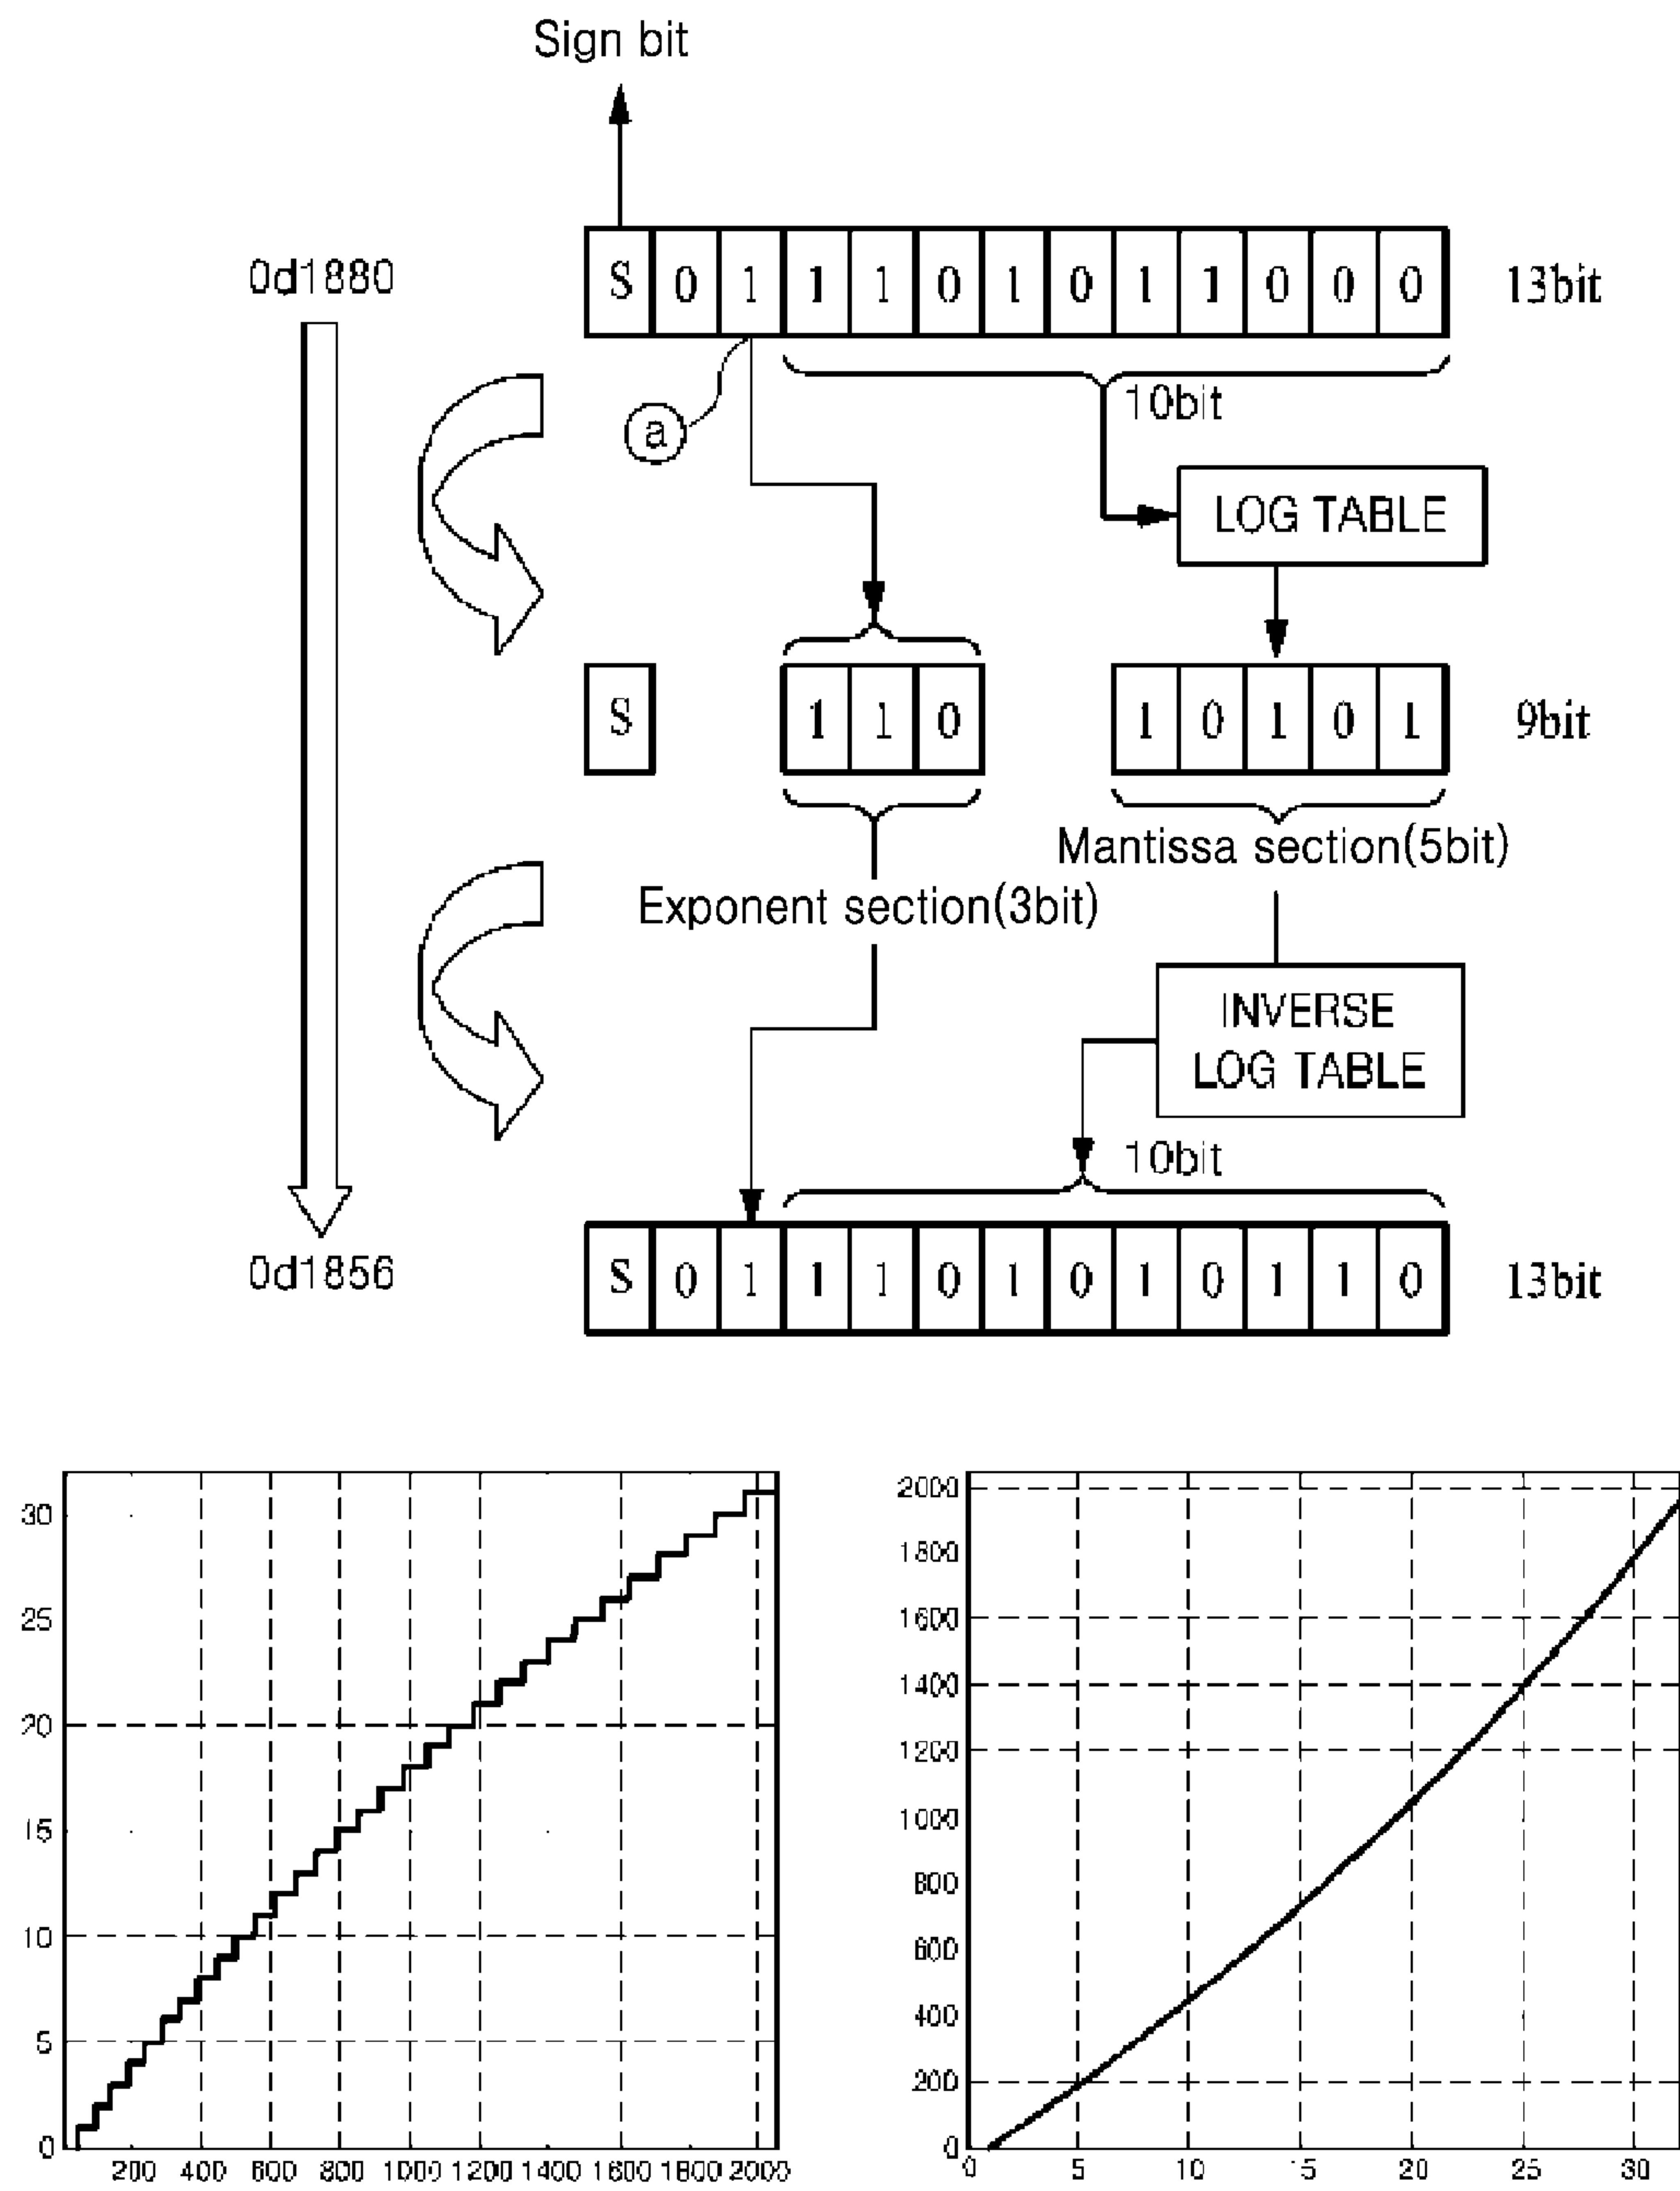 Sign bit
0d1880
S 0 1 1 1 0 1 0 1 1 0 0 0
13bit
a
10bit
LOG TABLE
S
1 1 0
1 0 1 0 1
9bit
Mantissa section(5bit)
Exponent section(3bit)
INVERSE
LOG TABLE
10bit
0d1856
S 0 1 1 1 0 1 0 1 0 1 1 0
13bit
30
25
20
15
10
5
0
200 400 600 800 1000 1200 1400 1600 1800 2000
2000
1800
1600
1400
1200
1000
800
600
400
200
0
0 5 10 15 20 25 30